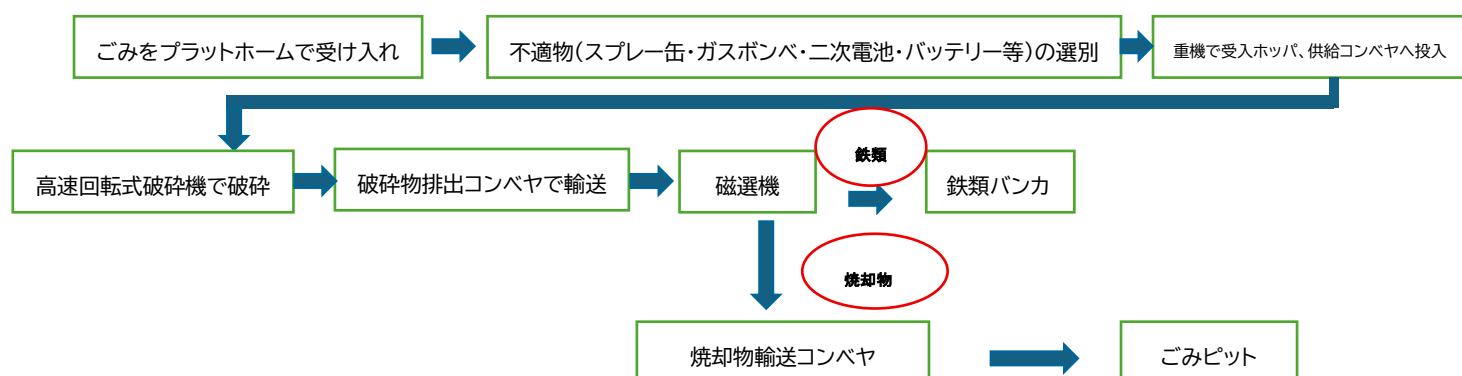 ごみをプラットホームで受け入れ
不適物(スプレー缶・ガスボンベ・二次電池・バッテリー等)の選別
重機で受入ホッパ、供給コンベヤへ投入
高速回転式破砕機で破砕
破砕物排出コンベヤで輸送
磁選機
鉄類
鉄類バンカ
焼却物
焼却物輸送コンベヤ
ごみピット